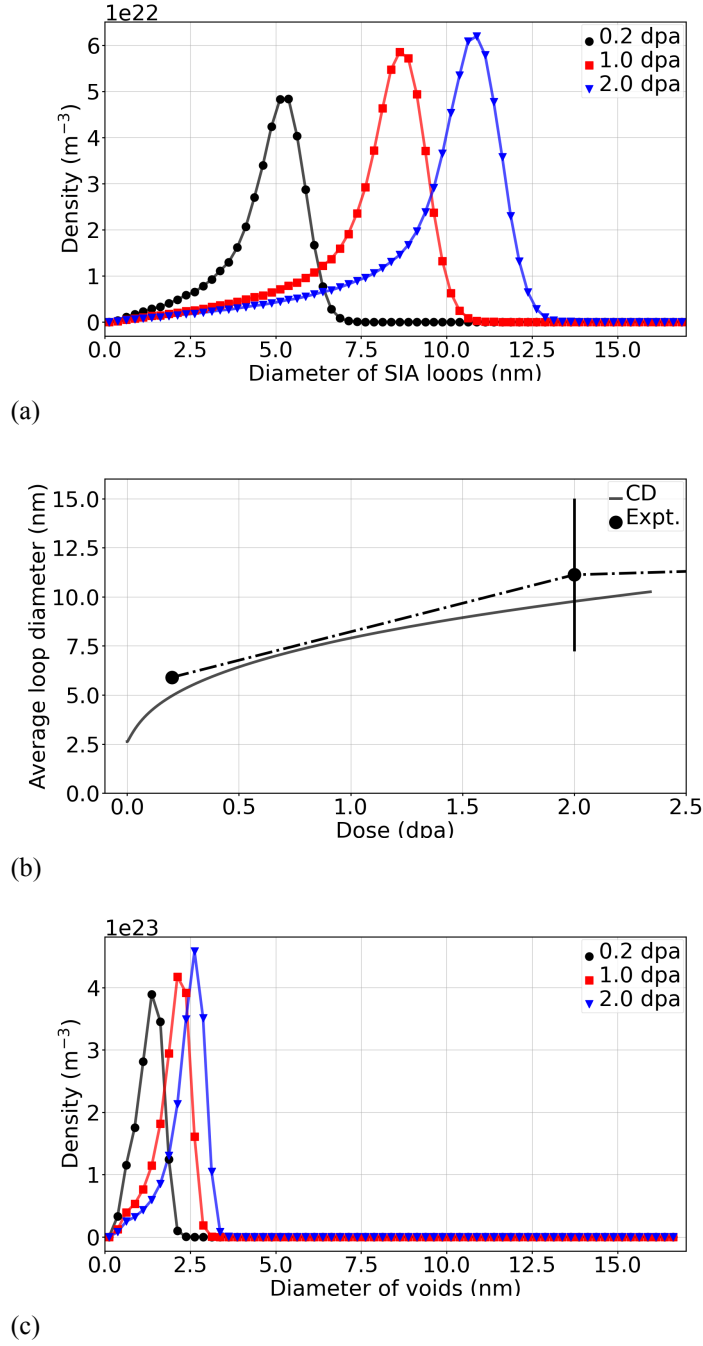 1e22
0.2 dpa
1.0 dpa
2.0 dpa
Density (m⁻³)
6
5
4
3
2
1
0
0.0 2.5 5.0 7.5 10.0 12.5 15.0
Diameter of SIA loops (nm)
(a)
CD
Expt.
Average loop diameter (nm)
15.0
12.5
10.0
7.5
5.0
2.5
0.0
0.0 0.5 1.0 1.5 2.0 2.5
Dose (dpa)
(b)
1e23
0.2 dpa
1.0 dpa
2.0 dpa
Density (m⁻³)
4
3
2
1
0
0.0 2.5 5.0 7.5 10.0 12.5 15.0
Diameter of voids (nm)
(c)